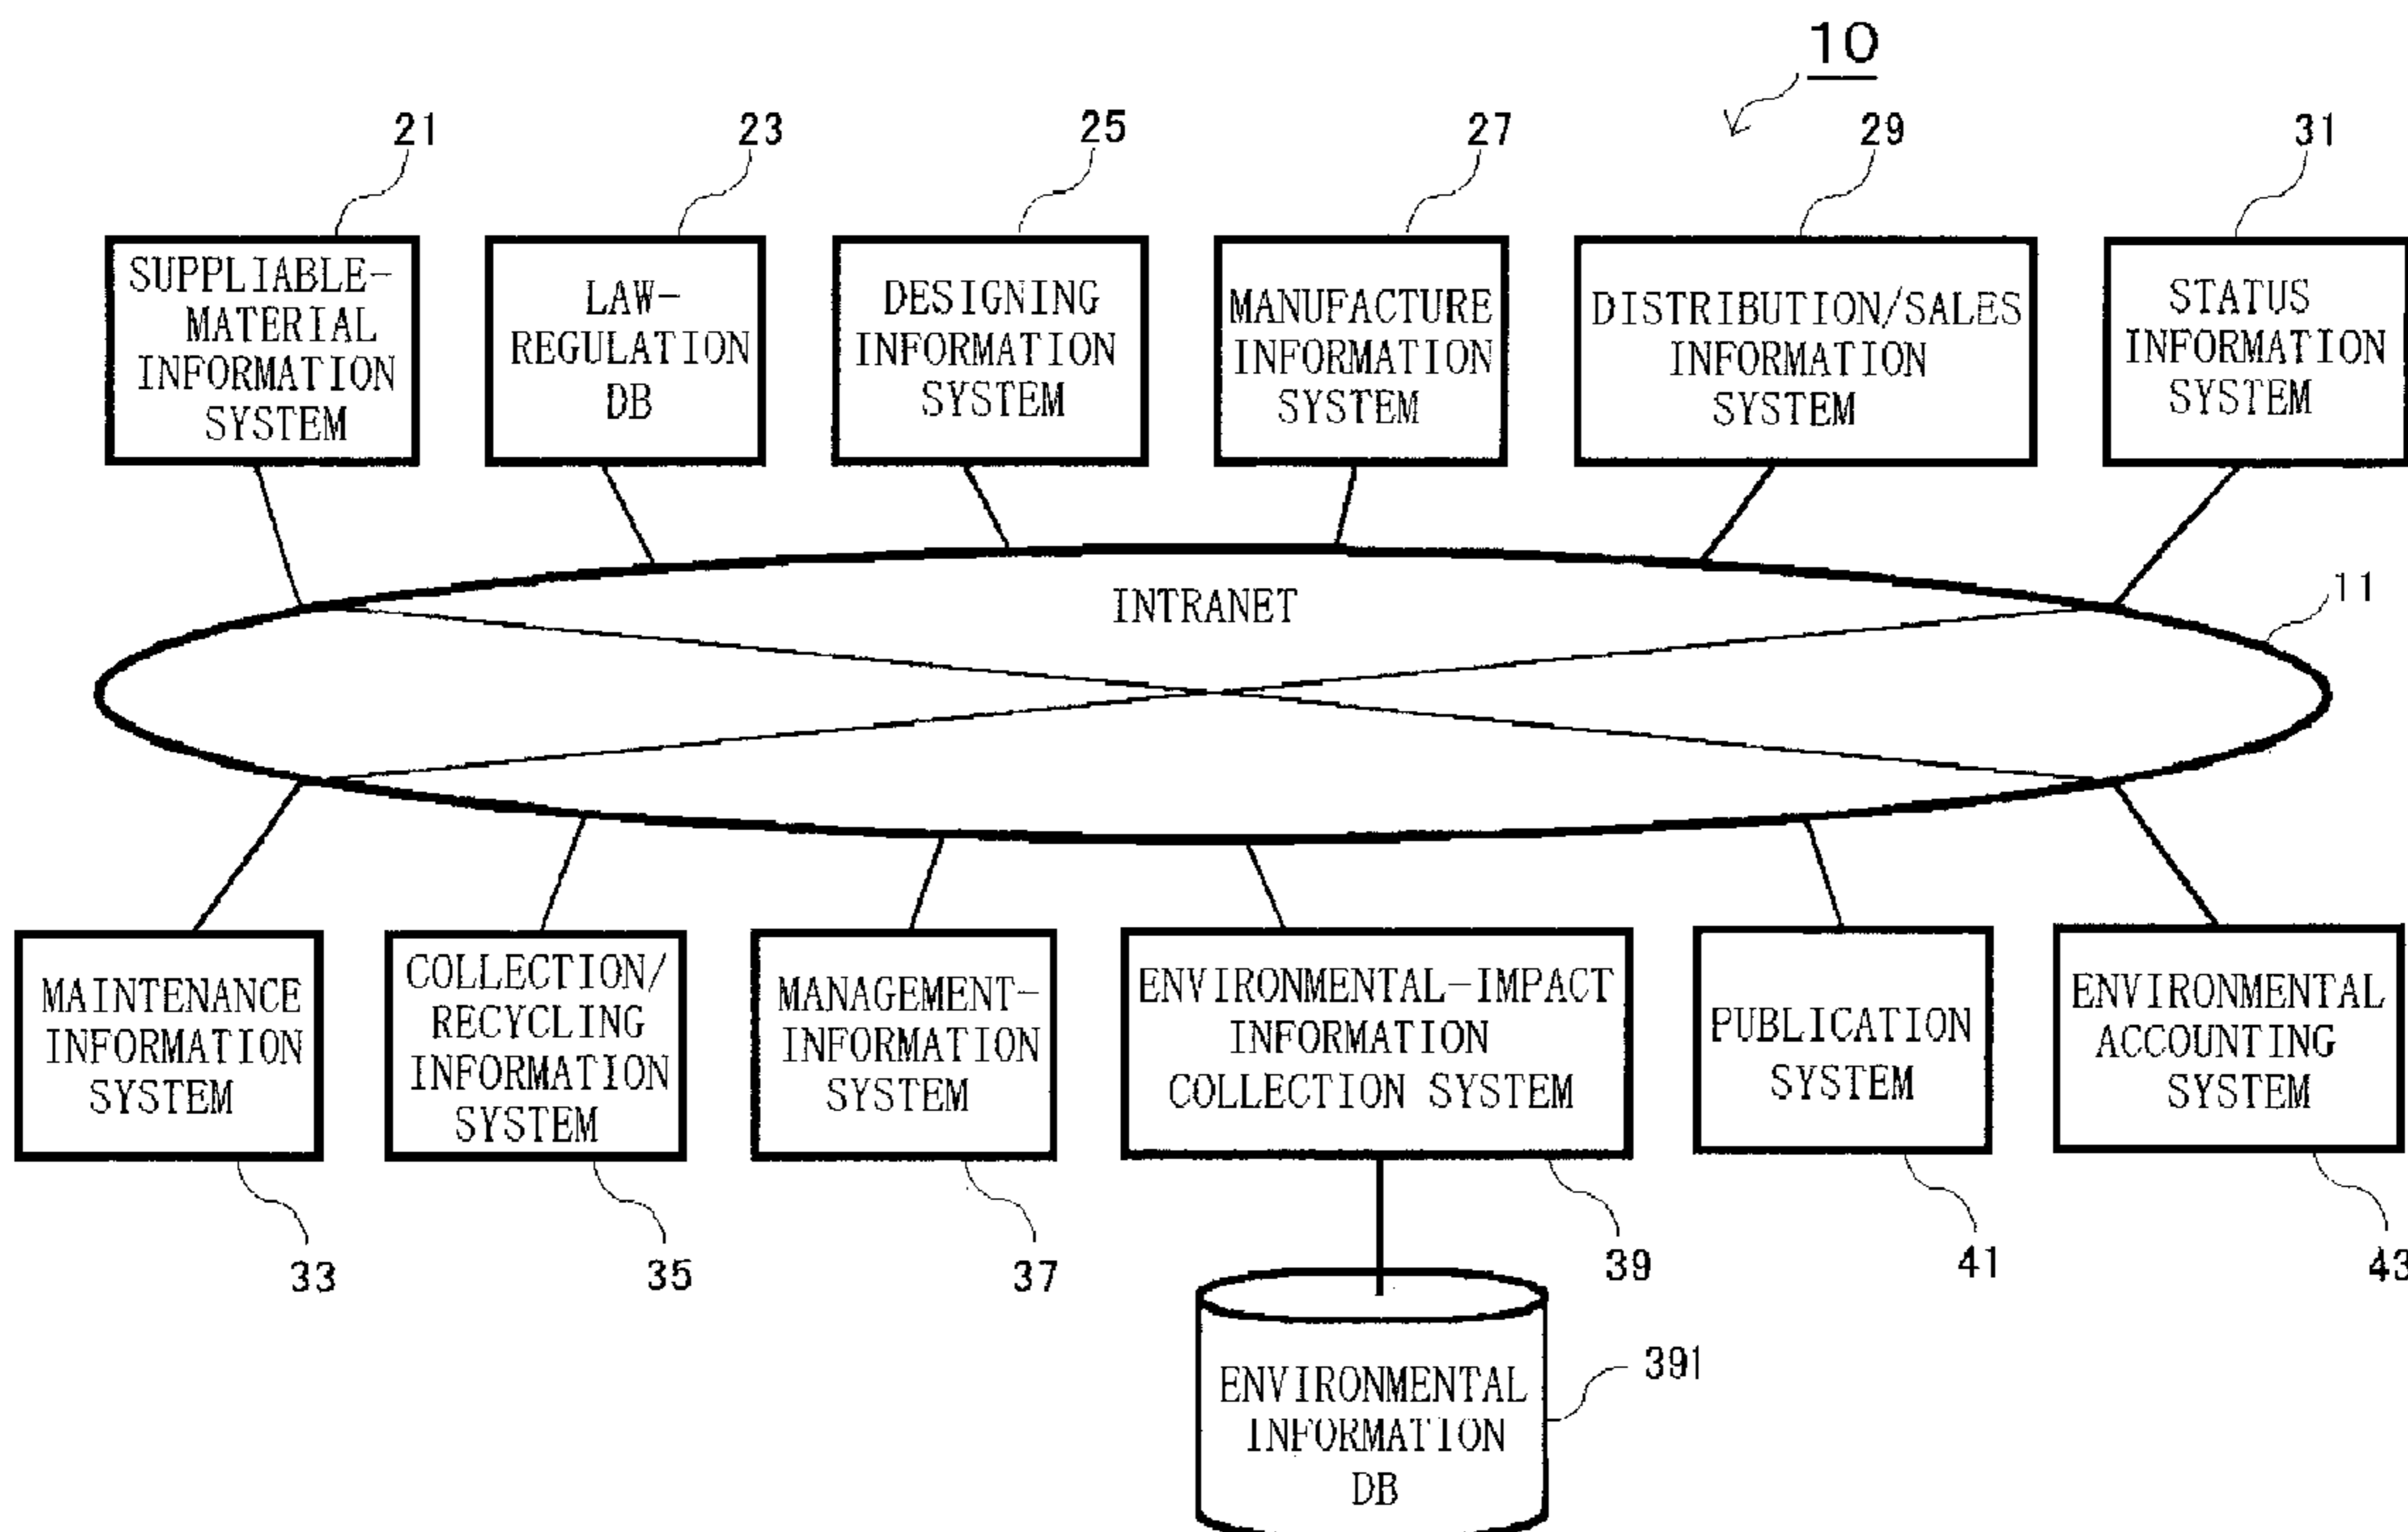 10
21
23
25
27
29
31
SUPPLIABLE-
MATERIAL
INFORMATION
SYSTEM
LAW-
REGULATION
DB
DESIGNING
INFORMATION
SYSTEM
MANUFACTURE
INFORMATION
SYSTEM
DISTRIBUTION/SALES
INFORMATION
SYSTEM
STATUS
INFORMATION
SYSTEM
INTRANET
11
MAINTENANCE
INFORMATION
SYSTEM
COLLECTION/
RECYCLING
INFORMATION
SYSTEM
MANAGEMENT-
INFORMATION
SYSTEM
ENVIRONMENTAL-IMPACT
INFORMATION
COLLECTION SYSTEM
PUBLICATION
SYSTEM
ENVIRONMENTAL
ACCOUNTING
SYSTEM
33
35
37
39
41
43
ENVIRONMENTAL
INFORMATION
DB
391